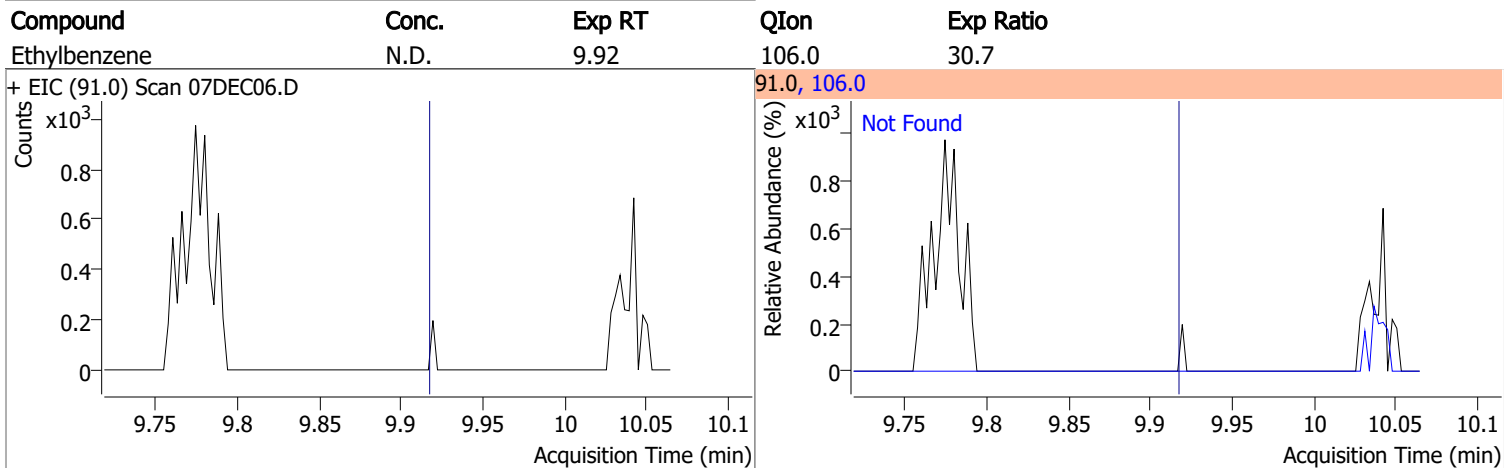 Compound Conc. Exp RT QIon Exp Ratio
Ethylbenzene N.D. 9.92 106.0 30.7
+ EIC (91.0) Scan 07DEC06.D
Counts
x103
0.8
0.6
0.4
0.2
0
9.75 9.8 9.85 9.9 9.95 10 10.05 10.1
Acquisition Time (min)
91.0, 106.0
Relative Abundance (%)
x103
Not Found
0.8
0.6
0.4
0.2
0
9.75 9.8 9.85 9.9 9.95 10 10.05 10.1
Acquisition Time (min)